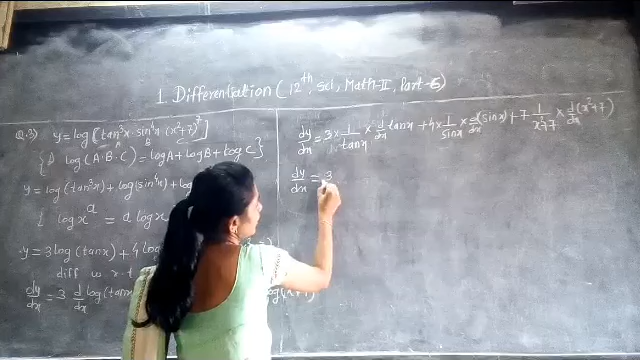 1. Differentiation (12th, Sci, Math-II, Part-5)
Q.3) y = log [tan³x · sin⁴x · (x²+7)⁷]
A B
{ log (A·B·C) = log A + log B + log C }
y = log (tan³x) + log (sin⁴x) + log
{ log xᵃ = a log x
y = 3 log (tanx) + 4 log
diff w.r.t
dy/dx = 3 d/dx log (tanx
dy/dx = 3 × 1/tanx × d/dx tanx + 4 × 1/sinx × d/dx (sinx) + 7 1/x²+7 × d/dx (x²+7)
dy/dx = 3